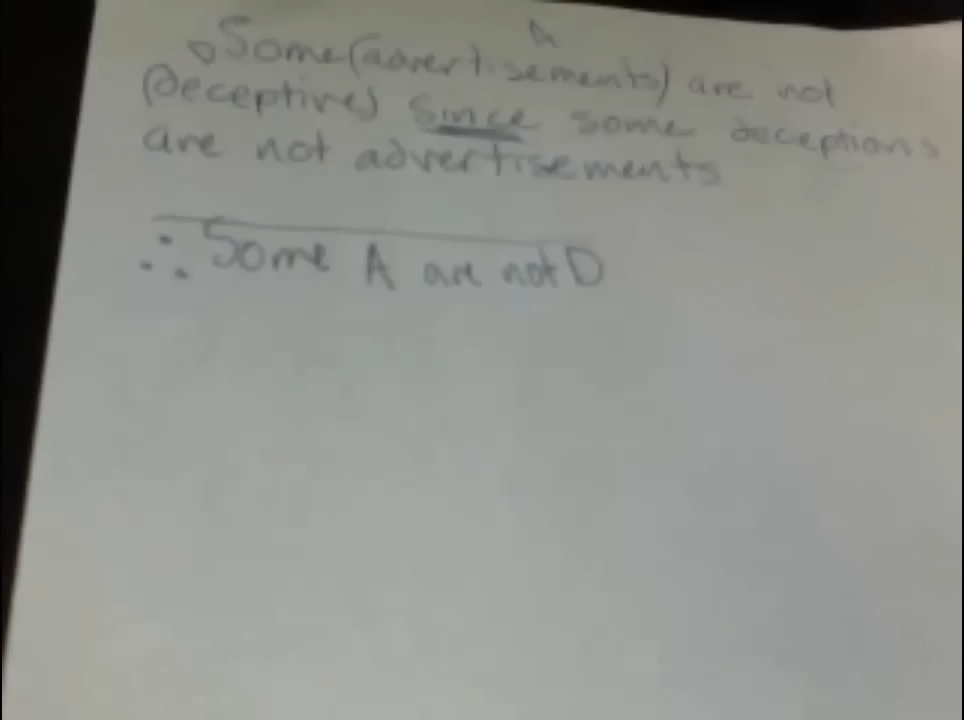 A
Some (advertisements) are not
(Deceptive) since some deceptions
are not advertisements
∴ Some A are not D